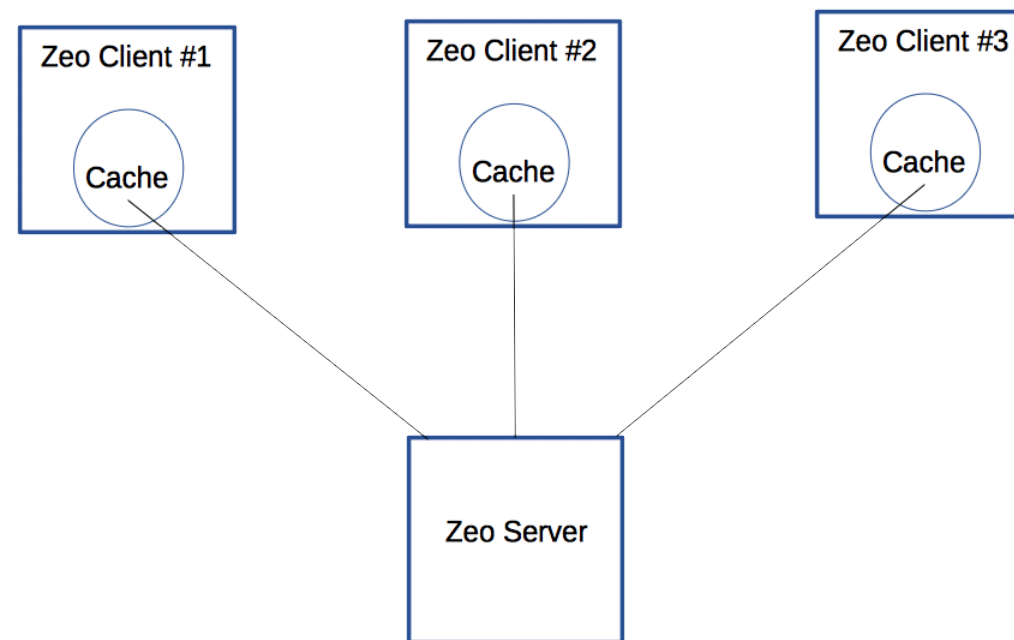 Zeo Client #1
Zeo Client #2
Zeo Client #3
Cache
Cache
Cache
Zeo Server